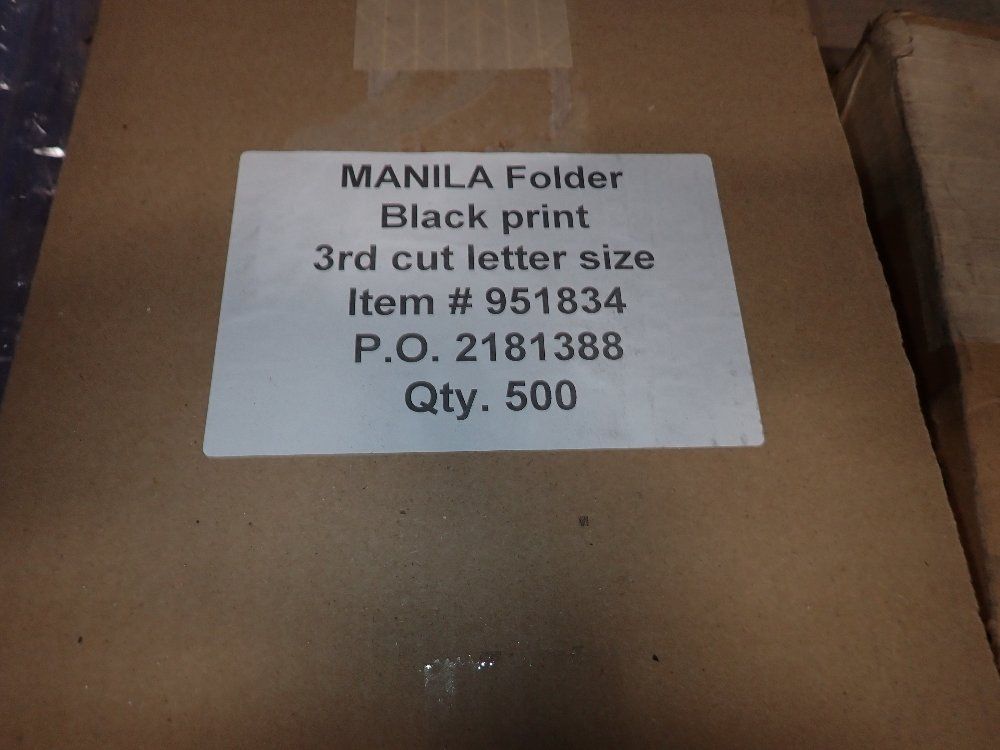 MANILA Folder
Black print
3rd cut letter size
Item # 951834
P.O. 2181388
Qty. 500